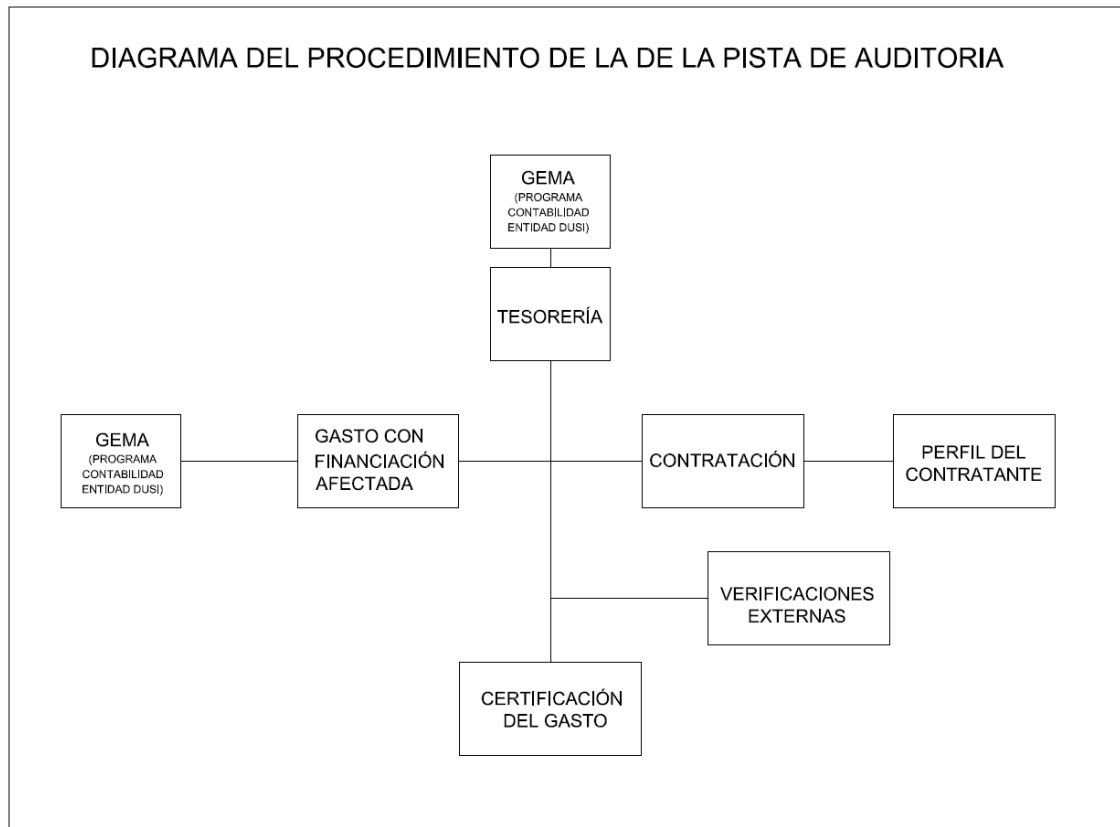 DIAGRAMA DEL PROCEDIMIENTO DE LA DE LA PISTA DE AUDITORIA
GEMA
(PROGRAMA
CONTABILIDAD
ENTIDAD DUSI)
TESORERÍA
GEMA
(PROGRAMA
CONTABILIDAD
ENTIDAD DUSI)
GASTO CON
FINANCIACIÓN
AFECTADA
CONTRATACIÓN
PERFIL DEL
CONTRATANTE
VERIFICACIONES
EXTERNAS
CERTIFICACIÓN
DEL GASTO